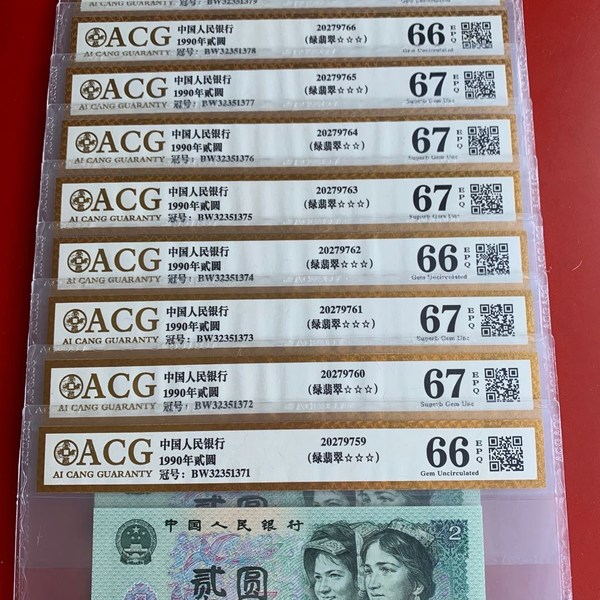 ACG 中国人民银行 20279766 66 EPQ
AI CANG GUARANTY 1990年贰圆 (绿翡翠☆☆☆) Gem Uncirculated
冠号: BW32351378
ACG 中国人民银行 20279765 67 EPQ
AI CANG GUARANTY 1990年贰圆 (绿翡翠☆☆☆) Superb Gem Unc
冠号: BW32351377
ACG 中国人民银行 20279764 67 EPQ
AI CANG GUARANTY 1990年贰圆 (绿翡翠☆☆☆) Superb Gem Unc
冠号: BW32351376
ACG 中国人民银行 20279763 67 EPQ
AI CANG GUARANTY 1990年贰圆 (绿翡翠☆☆☆) Superb Gem Unc
冠号: BW32351375
ACG 中国人民银行 20279762 66 EPQ
AI CANG GUARANTY 1990年贰圆 (绿翡翠☆☆☆) Gem Uncirculated
冠号: BW32351374
ACG 中国人民银行 20279761 67 EPQ
AI CANG GUARANTY 1990年贰圆 (绿翡翠☆☆☆) Superb Gem Unc
冠号: BW32351373
ACG 中国人民银行 20279760 67 EPQ
AI CANG GUARANTY 1990年贰圆 (绿翡翠☆☆☆) Superb Gem Unc
冠号: BW32351372
ACG 中国人民银行 20279759 66 EPQ
AI CANG GUARANTY 1990年贰圆 (绿翡翠☆☆☆) Gem Uncirculated
冠号: BW32351371
中国人民银行 2
贰圆